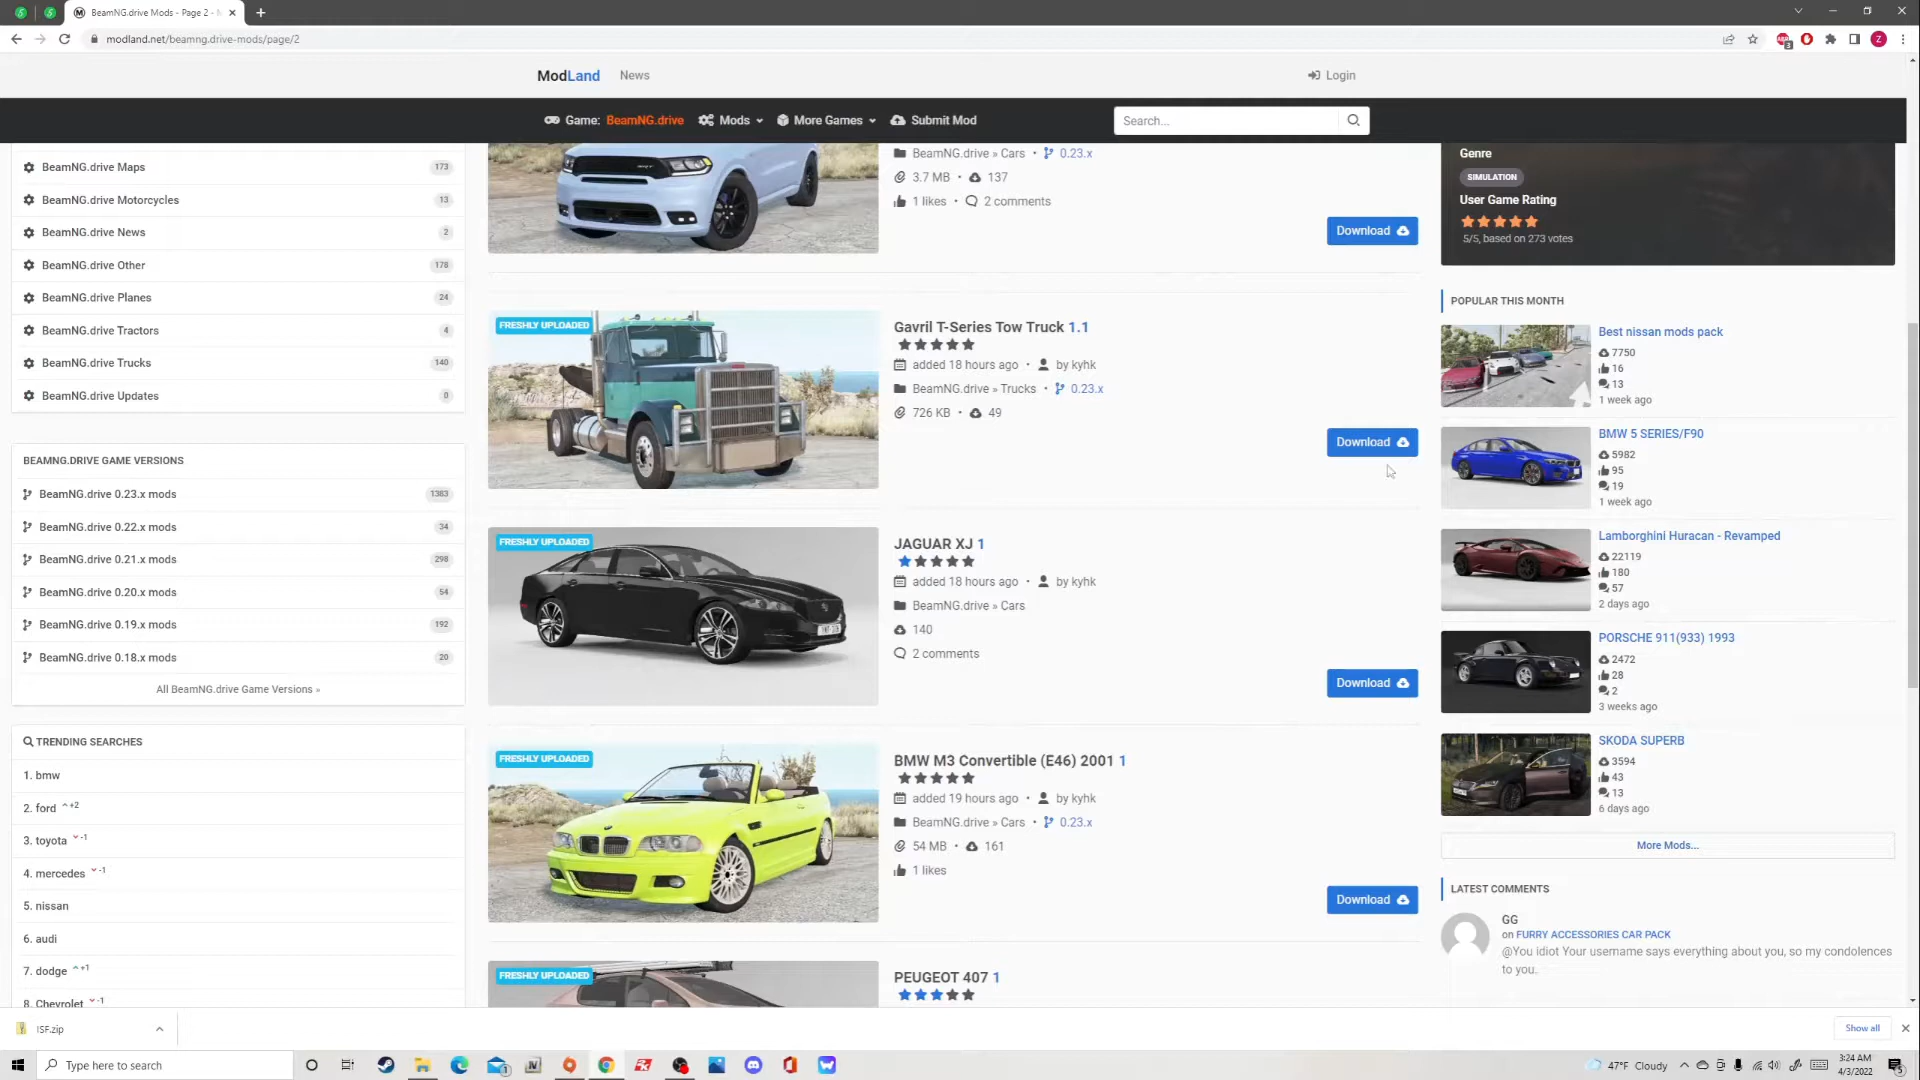 BeamNG.drive Mods - Page 2 -
modland.net/beamng.drive-mods/page/2
ModLand
News
Login
Game: BeamNG.drive
Mods
More Games
Submit Mod
Search...
BeamNG.drive Maps 173
BeamNG.drive Motorcycles 13
BeamNG.drive News 2
BeamNG.drive Other 178
BeamNG.drive Planes 24
BeamNG.drive Tractors 4
BeamNG.drive Trucks 140
BeamNG.drive Updates 0
BEAMNG.DRIVE GAME VERSIONS
BeamNG.drive 0.23.x mods 1383
BeamNG.drive 0.22.x mods 34
BeamNG.drive 0.21.x mods 298
BeamNG.drive 0.20.x mods 54
BeamNG.drive 0.19.x mods 192
BeamNG.drive 0.18.x mods 20
All BeamNG.drive Game Versions »
TRENDING SEARCHES
1. bmw
2. ford +2
3. toyota -1
4. mercedes -1
5. nissan
6. audi
7. dodge +1
8. Chevrolet -1
BeamNG.drive » Cars • 0.23.x
3.7 MB • 137
1 likes • 2 comments
Download
FRESHLY UPLOADED
Gavril T-Series Tow Truck 1.1
added 18 hours ago • by kyhk
BeamNG.drive » Trucks • 0.23.x
726 KB • 49
Download
FRESHLY UPLOADED
JAGUAR XJ 1
added 18 hours ago • by kyhk
BeamNG.drive » Cars
140
2 comments
Download
FRESHLY UPLOADED
BMW M3 Convertible (E46) 2001 1
added 19 hours ago • by kyhk
BeamNG.drive » Cars • 0.23.x
54 MB • 161
1 likes
Download
FRESHLY UPLOADED
PEUGEOT 407 1
Genre
SIMULATION
User Game Rating
5/5, based on 273 votes
POPULAR THIS MONTH
Best nissan mods pack
7750
16
13
1 week ago
BMW 5 SERIES/F90
5982
95
19
1 week ago
Lamborghini Huracan - Revamped
22119
180
57
2 days ago
PORSCHE 911(933) 1993
2472
28
2
3 weeks ago
SKODA SUPERB
3594
43
13
6 days ago
More Mods...
LATEST COMMENTS
GG
on FURRY ACCESSORIES CAR PACK
@You idiot Your username says everything about you, so my condolences
to you.
ISF.zip
Show all
Type here to search
47°F Cloudy
3:24 AM
4/3/2022